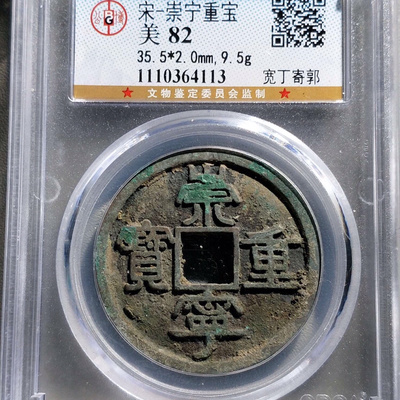 宋-崇宁重宝
美 82
35.5*2.0mm, 9.5g
1110364113
宽丁寄郭
★ 文物鉴定委员会监制 ★
崇
寶 重
寧